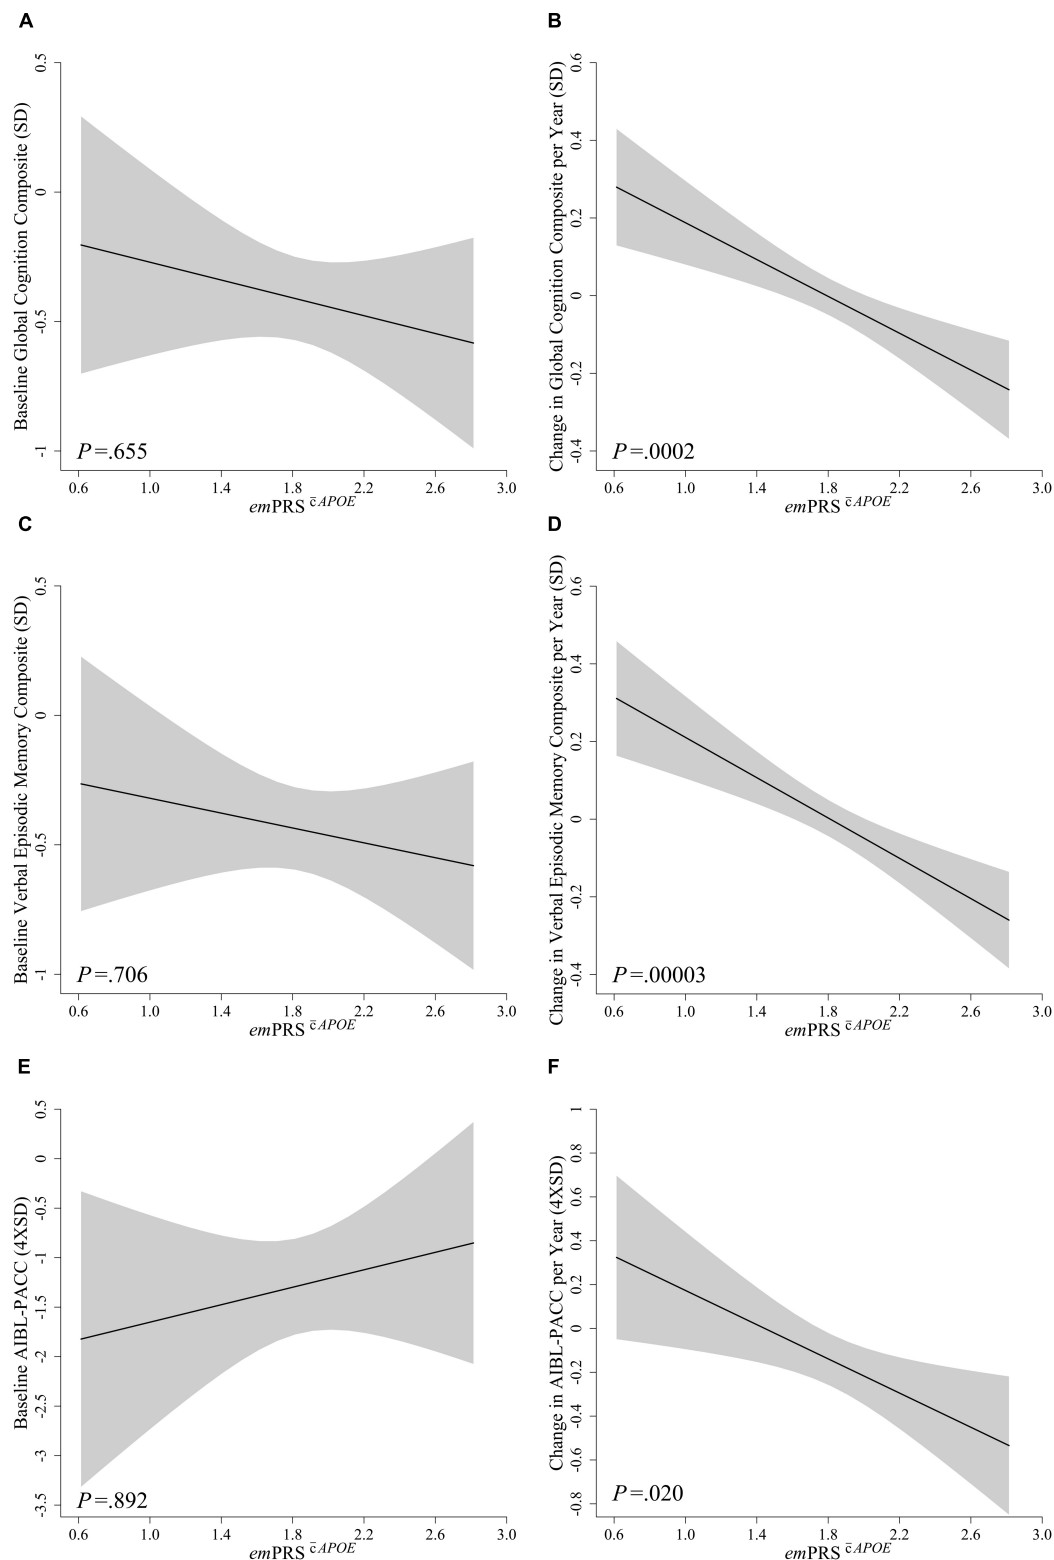 A
Baseline Global Cognition Composite (SD)
0.5
0
-0.5
-1
P=.655
0.6 1.0 1.4 1.8 2.2 2.6 3.0
emPRS c̄ APOE
B
Change in Global Cognition Composite per Year (SD)
0.6
0.4
0.2
0
-0.2
-0.4
P=.0002
0.6 1.0 1.4 1.8 2.2 2.6 3.0
emPRS c̄ APOE
C
Baseline Verbal Episodic Memory Composite (SD)
0.5
0
-0.5
-1
P=.706
0.6 1.0 1.4 1.8 2.2 2.6 3.0
emPRS c̄ APOE
D
Change in Verbal Episodic Memory Composite per Year (SD)
0.6
0.4
0.2
0
-0.2
-0.4
P=.00003
0.6 1.0 1.4 1.8 2.2 2.6 3.0
emPRS c̄ APOE
E
Baseline AIBL-PACC (4XSD)
0.5
0
-0.5
-1
-1.5
-2
-2.5
-3
-3.5
P=.892
0.6 1.0 1.4 1.8 2.2 2.6 3.0
emPRS c̄ APOE
F
Change in AIBL-PACC per Year (4XSD)
1
0.8
0.6
0.4
0.2
0
-0.2
-0.4
-0.6
-0.8
P=.020
0.6 1.0 1.4 1.8 2.2 2.6 3.0
emPRS c̄ APOE